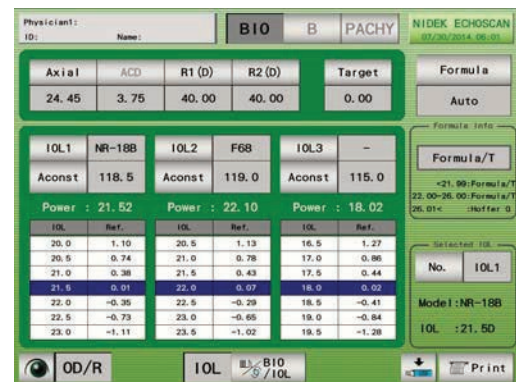 Physician1:
ID: Name:
BIO B PACHY
NIDEK ECHOSCAN
07/30/2014 06:01
Axial ACD R1(D) R2(D) Target
24.45 3.75 40.00 40.00 0.00
Formula
Auto
Formula Info
Formula/T
<21.99:Formula/T
22.00-26.00:Formula/T
26.01< :Hoffer Q
IOL1 NR-18B IOL2 F68 IOL3 -
Aconst 118.5 Aconst 119.0 Aconst 115.0
Power : 21.52 Power : 22.10 Power : 18.02
IOL Ref. IOL Ref. IOL Ref.
20.0 1.10 20.5 1.13 16.5 1.27
20.5 0.74 21.0 0.78 17.0 0.86
21.0 0.38 21.5 0.43 17.5 0.44
21.5 0.01 22.0 0.07 18.0 0.02
22.0 -0.35 22.5 -0.29 18.5 -0.41
22.5 -0.73 23.0 -0.65 19.0 -0.84
23.0 -1.11 23.5 -1.02 19.5 -1.28
Selected IOL
No. IOL1
Model:NR-18B
IOL :21.5D
OD/R IOL BIO/IOL Print